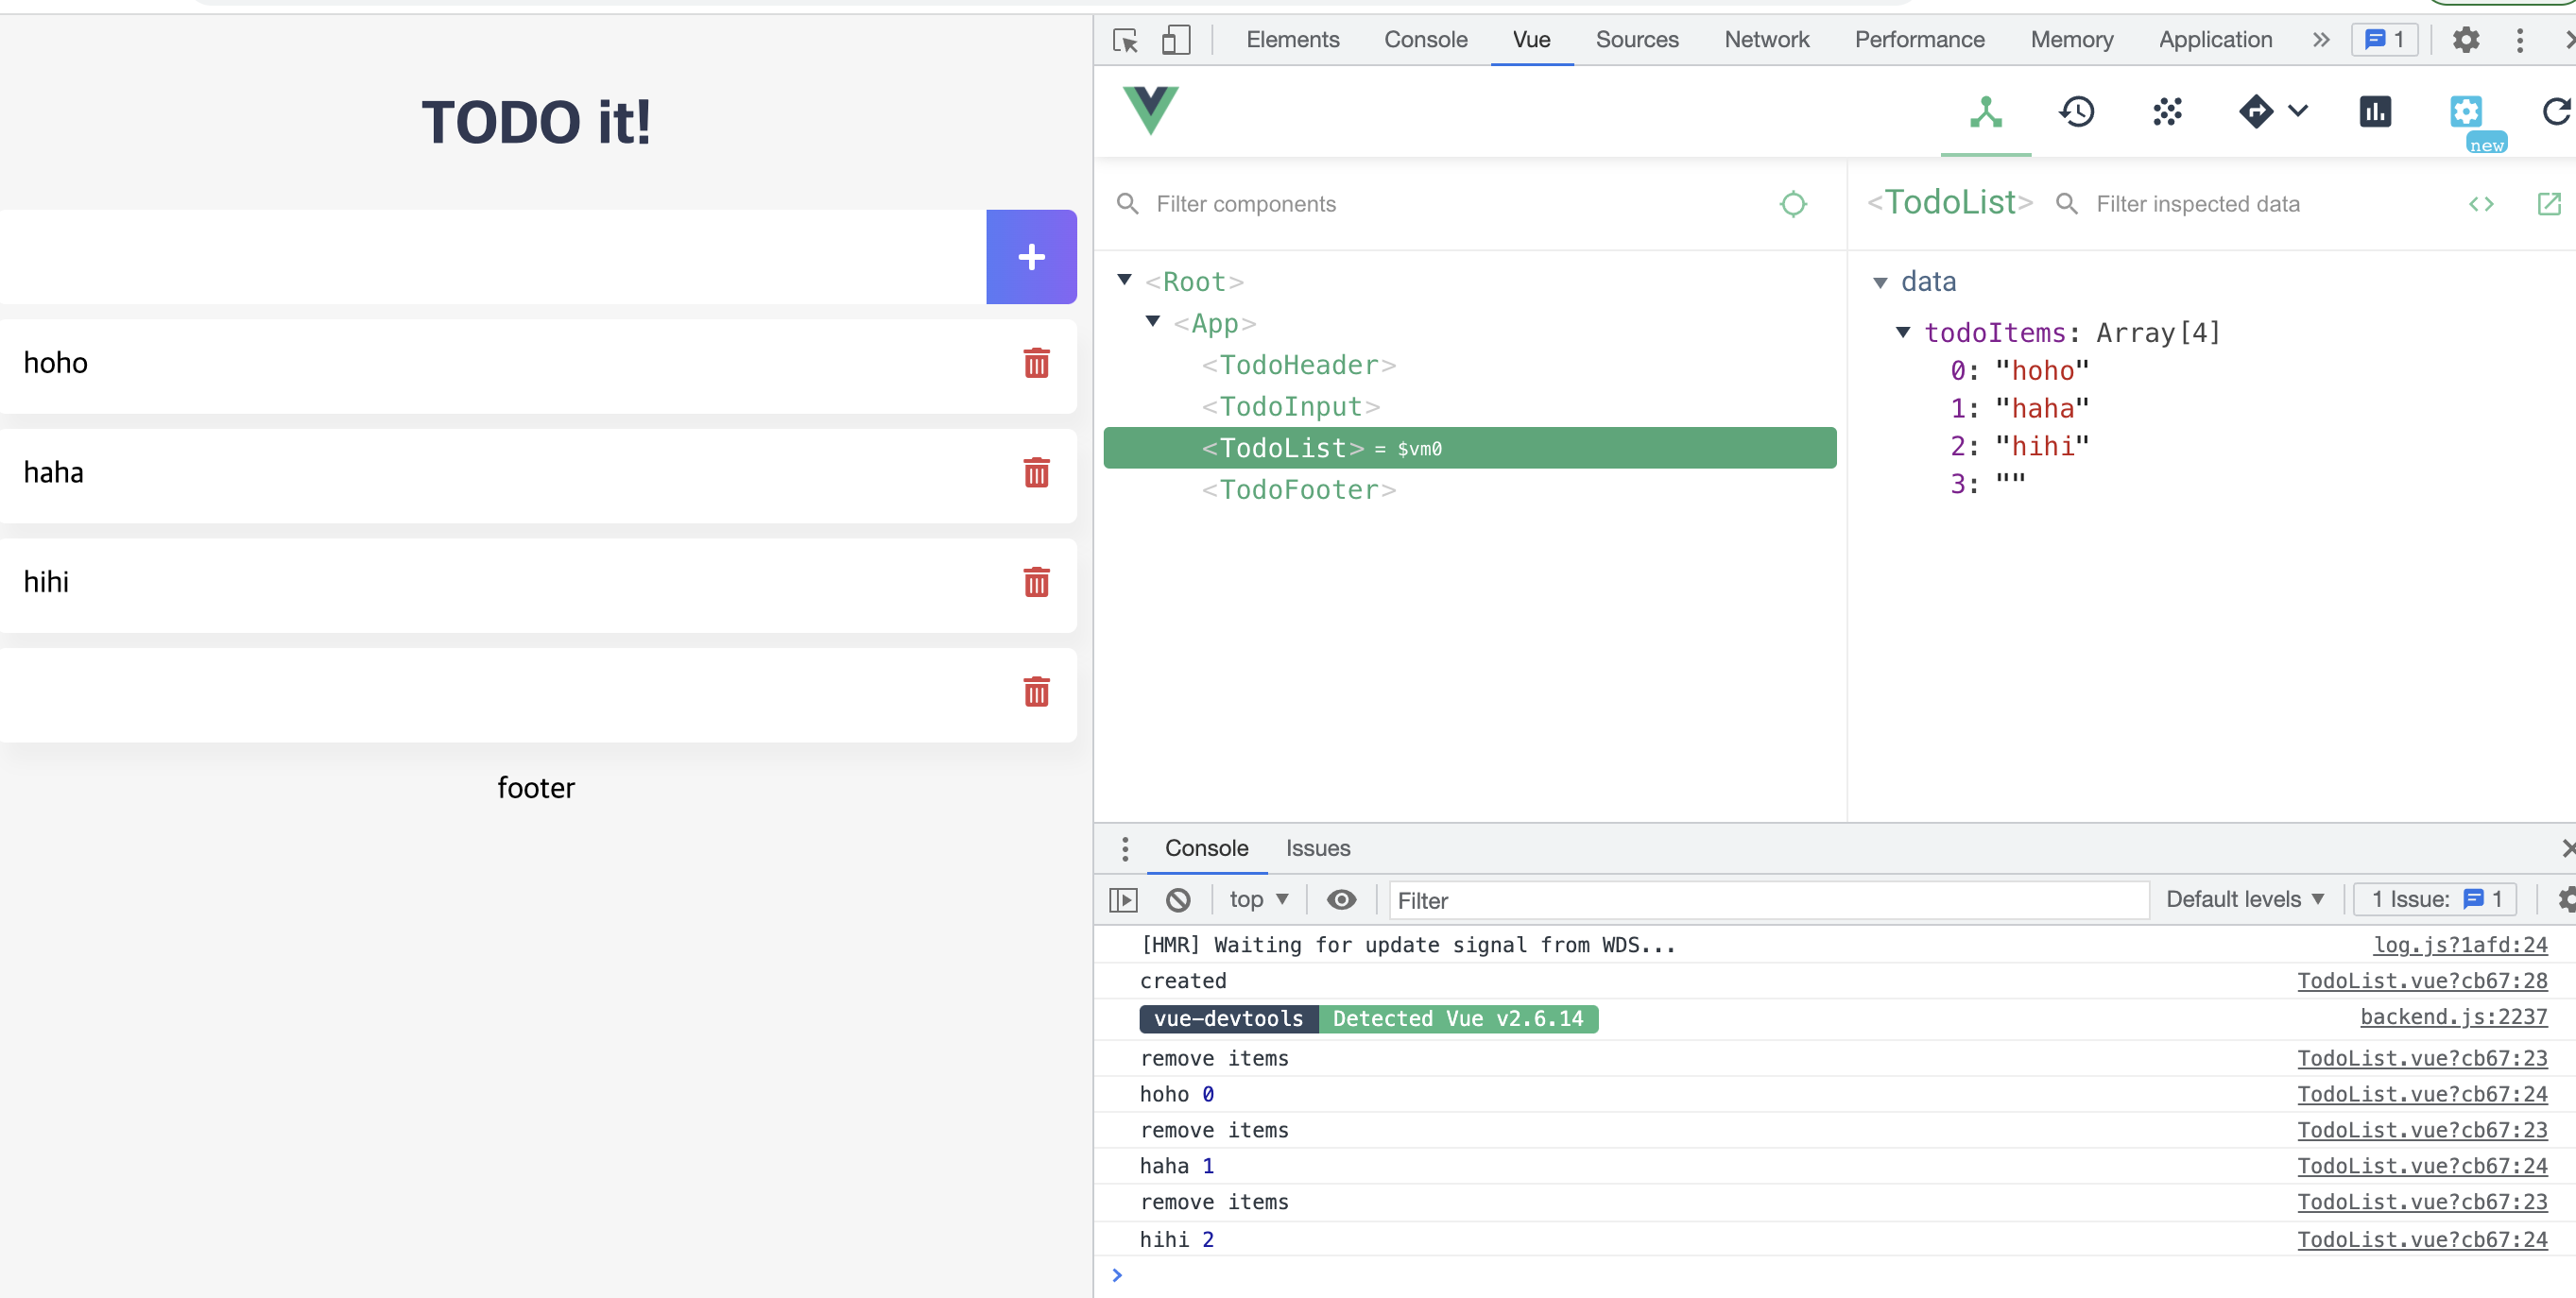 TODO it!
hoho
haha
hihi
footer
Elements Console Vue Sources Network Performance Memory Application 1
new
Filter components
<TodoList> Filter inspected data
<Root>
<App>
<TodoHeader>
<TodoInput>
<TodoList> = $vm0
<TodoFooter>
data
todoItems: Array[4]
0: "hoho"
1: "haha"
2: "hihi"
3: ""
Console Issues
top Filter Default levels 1 Issue: 1
[HMR] Waiting for update signal from WDS... log.js?1afd:24
created TodoList.vue?cb67:28
vue-devtools Detected Vue v2.6.14 backend.js:2237
remove items TodoList.vue?cb67:23
hoho 0 TodoList.vue?cb67:24
remove items TodoList.vue?cb67:23
haha 1 TodoList.vue?cb67:24
remove items TodoList.vue?cb67:23
hihi 2 TodoList.vue?cb67:24